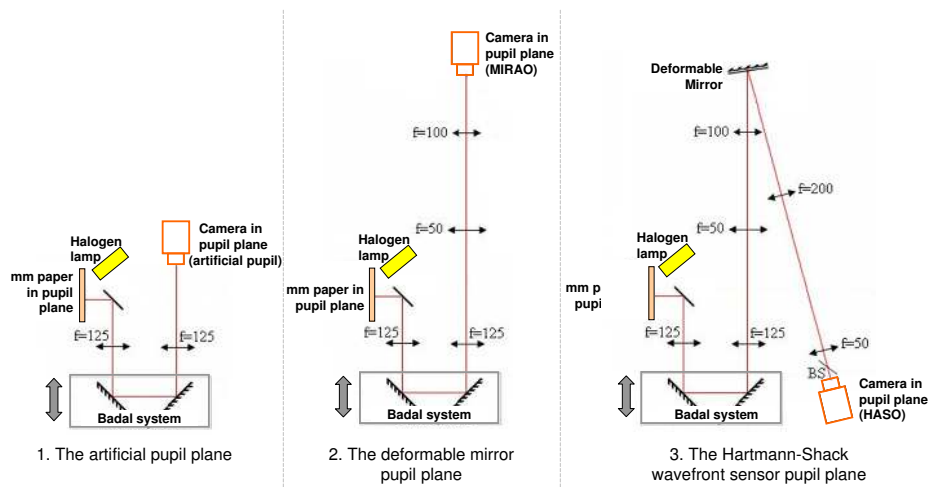 Camera in
pupil plane
(artificial pupil)
Halogen
lamp
mm paper
in pupil
plane
f=125
f=125
Badal system
1. The artificial pupil plane
Camera in
pupil plane
(MIRAO)
f=100
f=50
Halogen
lamp
mm paper in
pupil plane
f=125
f=125
Badal system
2. The deformable mirror
pupil plane
Deformable
Mirror
f=100
f=200
f=50
Halogen
lamp
mm p
pupi
f=125
f=125
f=50
BS
Camera in
pupil plane
(HASO)
Badal system
3. The Hartmann-Shack
wavefront sensor pupil plane